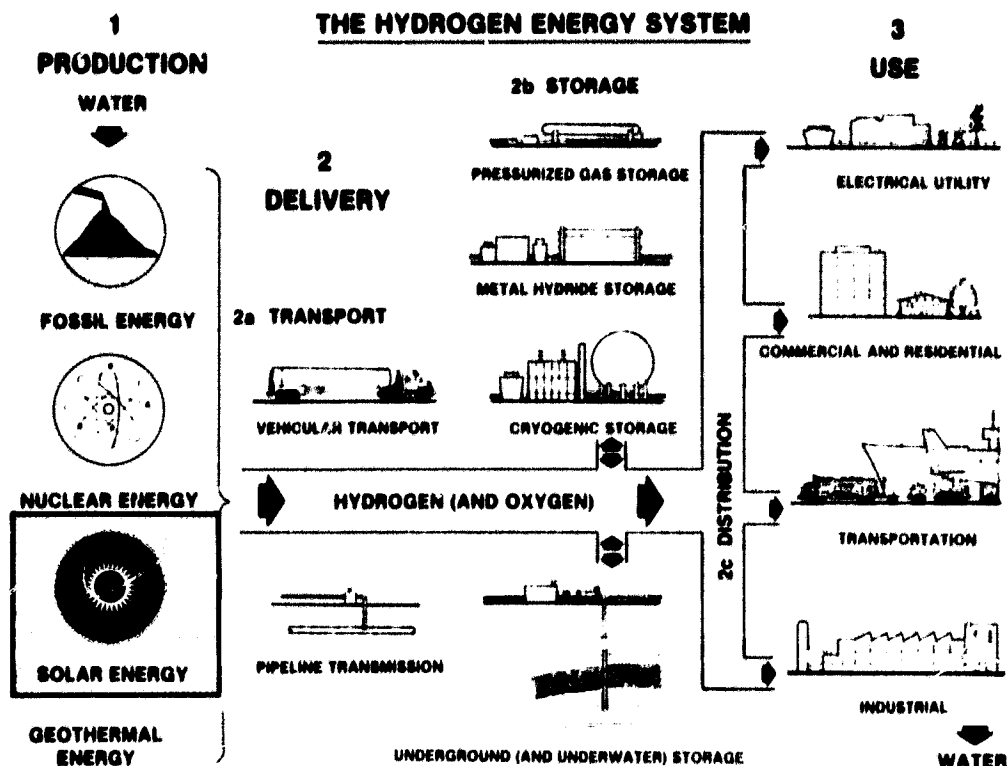 THE HYDROGEN ENERGY SYSTEM
1
PRODUCTION
WATER
FOSSIL ENERGY
NUCLEAR ENERGY
SOLAR ENERGY
GEOTHERMAL
ENERGY
2
DELIVERY
2a TRANSPORT
VEHICULAR TRANSPORT
HYDROGEN (AND OXYGEN)
PIPELINE TRANSMISSION
2b STORAGE
PRESSURIZED GAS STORAGE
METAL HYDRIDE STORAGE
CRYOGENIC STORAGE
UNDERGROUND (AND UNDERWATER) STORAGE
2c DISTRIBUTION
3
USE
ELECTRICAL UTILITY
COMMERCIAL AND RESIDENTIAL
TRANSPORTATION
INDUSTRIAL
WATER